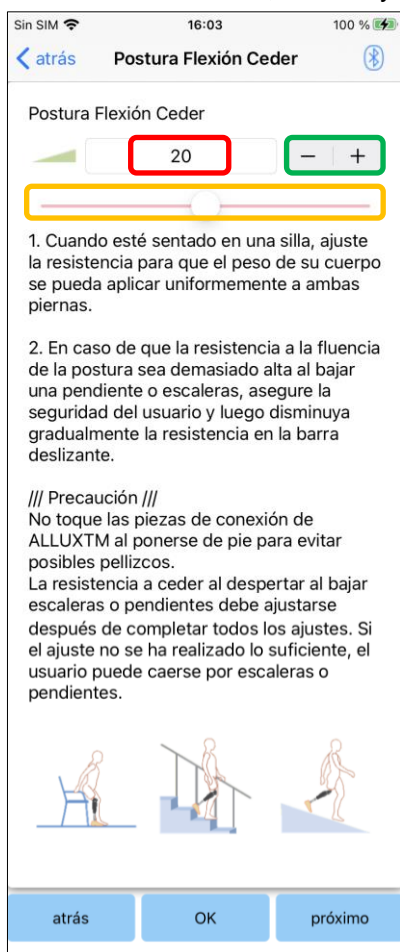 Sin SIM 16:03 100 %
atrás Postura Flexión Ceder
Postura Flexión Ceder
20 − +
1. Cuando esté sentado en una silla, ajuste
la resistencia para que el peso de su cuerpo
se pueda aplicar uniformemente a ambas
piernas.
2. En caso de que la resistencia a la fluencia
de la postura sea demasiado alta al bajar
una pendiente o escaleras, asegure la
seguridad del usuario y luego disminuya
gradualmente la resistencia en la barra
deslizante.
/// Precaución ///
No toque las piezas de conexión de
ALLUXTM al ponerse de pie para evitar
posibles pellizcos.
La resistencia a ceder al despertar al bajar
escaleras o pendientes debe ajustarse
después de completar todos los ajustes. Si
el ajuste no se ha realizado lo suficiente, el
usuario puede caerse por escaleras o
pendientes.
atrás OK próximo